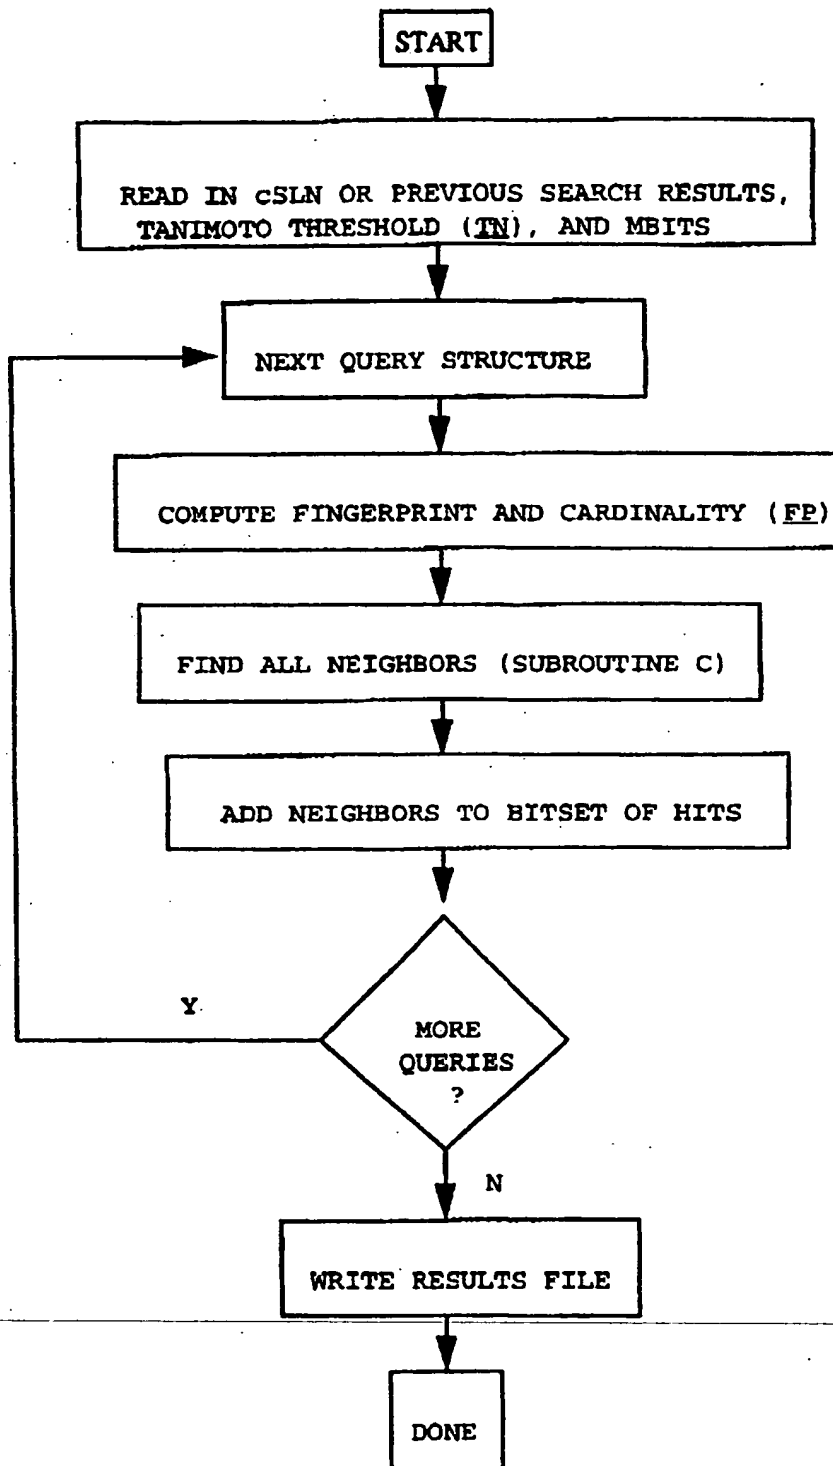 START
READ IN cSLN OR PREVIOUS SEARCH RESULTS,
TANIMOTO THRESHOLD (TN), AND MBITS
NEXT QUERY STRUCTURE
COMPUTE FINGERPRINT AND CARDINALITY (FP)
FIND ALL NEIGHBORS (SUBROUTINE C)
ADD NEIGHBORS TO BITSET OF HITS
Y
MORE
QUERIES
?
N
WRITE RESULTS FILE
DONE